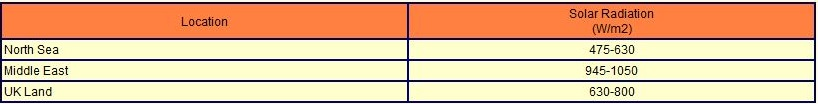 Location Solar Radiation
(W/m2)
North Sea 475-630
Middle East 945-1050
UK Land 630-800